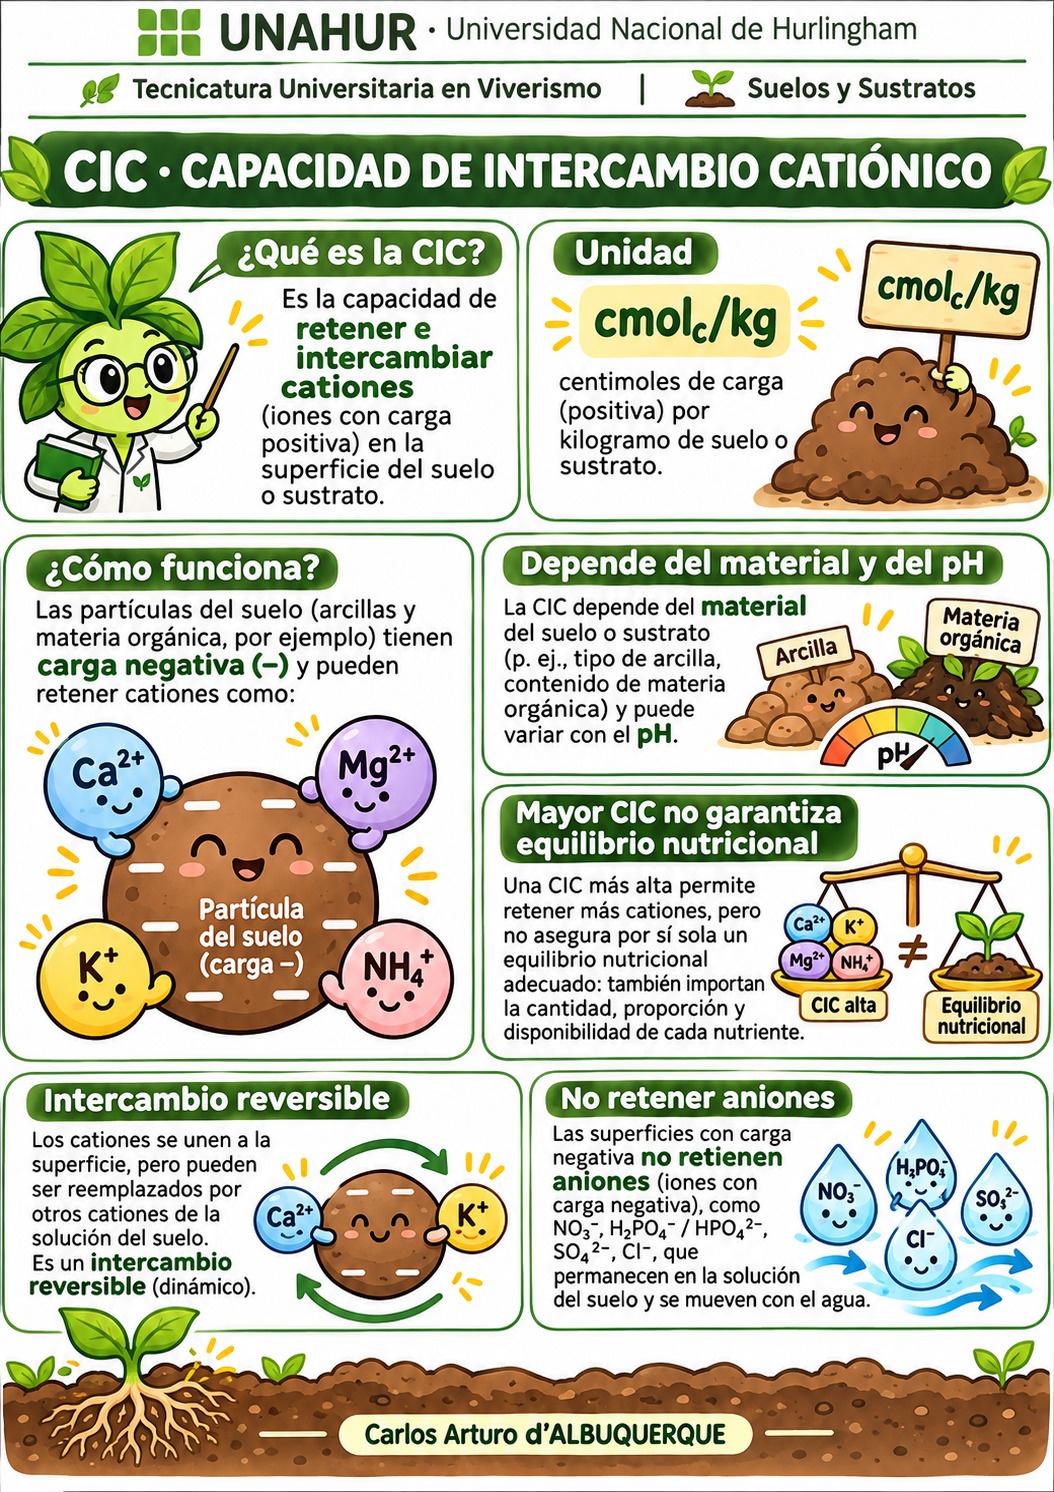 UNAHUR · Universidad Nacional de Hurlingham
Tecnicatura Universitaria en Viverismo | Suelos y Sustratos
CIC · CAPACIDAD DE INTERCAMBIO CATIÓNICO
¿Qué es la CIC?
Es la capacidad de
retener e
intercambiar
cationes
(iones con carga
positiva) en la
superficie del suelo
o sustrato.
Unidad
cmol꜀/kg
centimoles de carga
(positiva) por
kilogramo de suelo o
sustrato.
cmol꜀/kg
¿Cómo funciona?
Las partículas del suelo (arcillas y
materia orgánica, por ejemplo) tienen
carga negativa (–) y pueden
retener cationes como:
Ca²⁺
Mg²⁺
Partícula
del suelo
(carga –)
K⁺
NH₄⁺
Depende del material y del pH
La CIC depende del material
del suelo o sustrato
(p. ej., tipo de arcilla,
contenido de materia
orgánica) y puede
variar con el pH.
Arcilla
Materia
orgánica
pH
Mayor CIC no garantiza
equilibrio nutricional
Una CIC más alta permite
retener más cationes, pero
no asegura por sí sola un
equilibrio nutricional
adecuado: también importan
la cantidad, proporción y
disponibilidad de cada nutriente.
Ca²⁺ K⁺
Mg²⁺ NH₄⁺
≠
CIC alta
Equilibrio
nutricional
Intercambio reversible
Los cationes se unen a la
superficie, pero pueden
ser reemplazados por
otros cationes de la
solución del suelo.
Es un intercambio
reversible (dinámico).
Ca²⁺
K⁺
No retener aniones
Las superficies con carga
negativa no retienen
aniones (iones con
carga negativa), como
NO₃⁻, H₂PO₄⁻ / HPO₄²⁻,
SO₄²⁻, Cl⁻, que
permanecen en la solución
del suelo y se mueven con el agua.
NO₃⁻
H₂PO₄⁻
SO₄²⁻
Cl⁻
Carlos Arturo d'ALBUQUERQUE